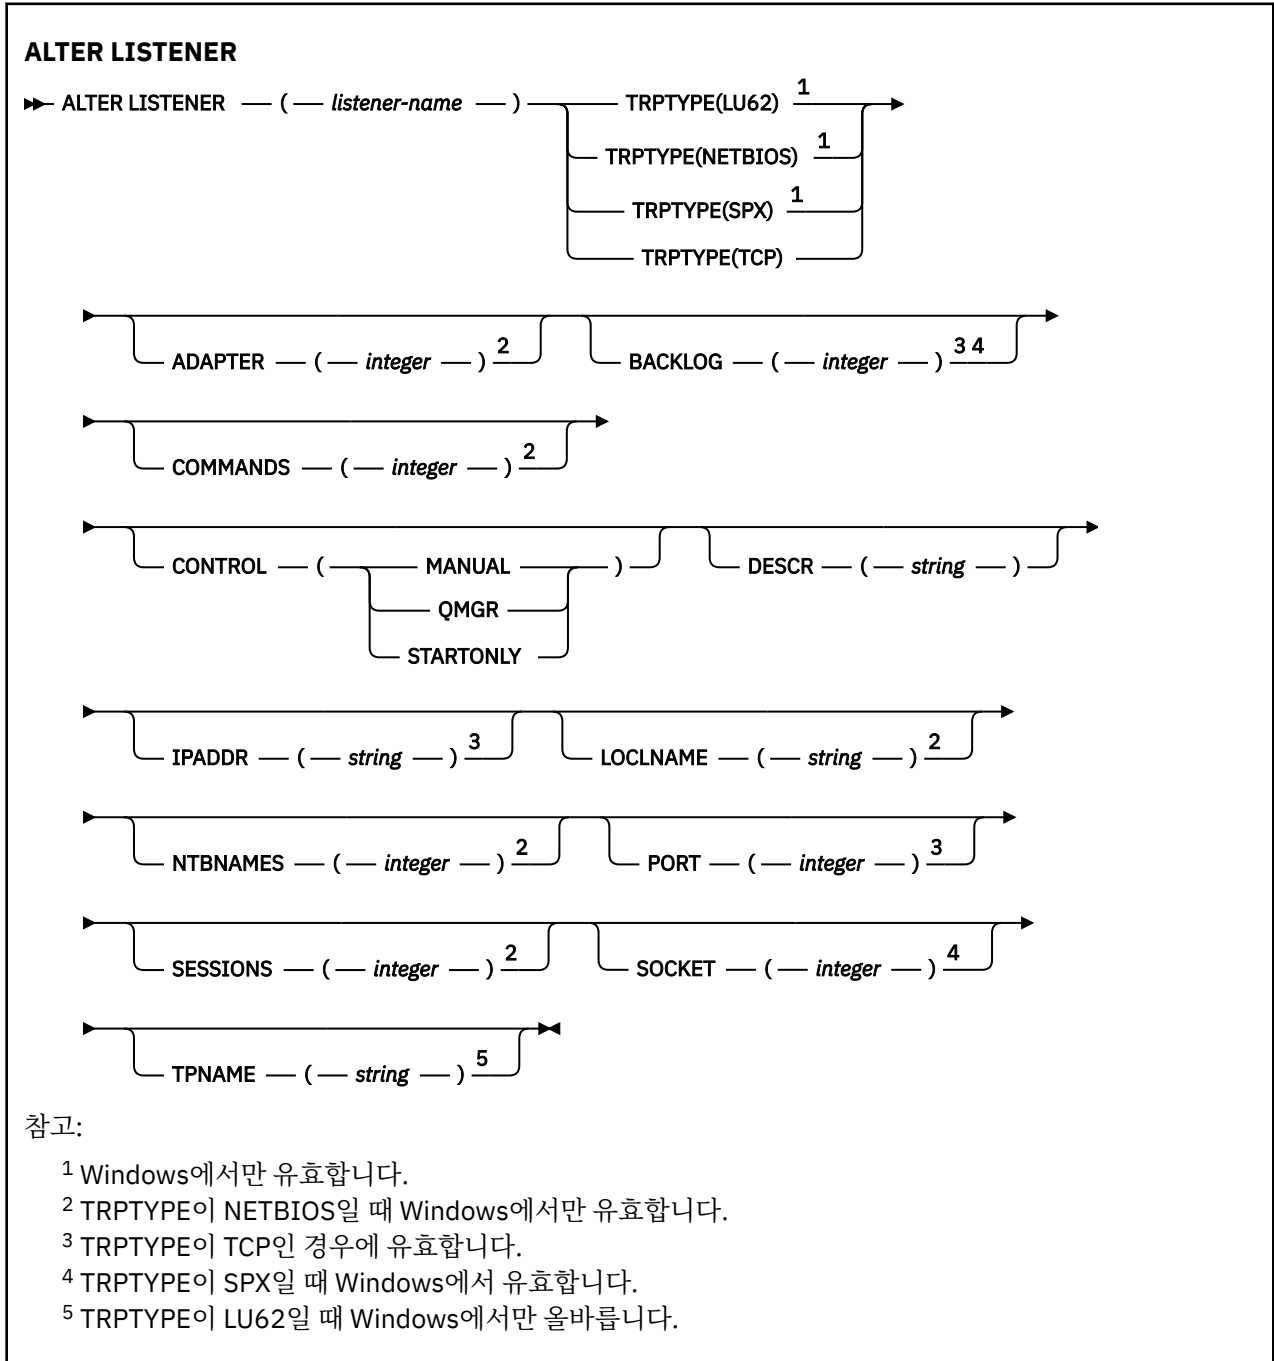 ALTER LISTENER
ALTER LISTENER ( listener-name ) TRPTYPE(LU62) 1
TRPTYPE(NETBIOS) 1
TRPTYPE(SPX) 1
TRPTYPE(TCP)
ADAPTER ( integer ) 2 BACKLOG ( integer ) 3 4
COMMANDS ( integer ) 2
CONTROL ( MANUAL ) DESCR ( string )
QMGR
STARTONLY
IPADDR ( string ) 3 LOCLNAME ( string ) 2
NTBNAMES ( integer ) 2 PORT ( integer ) 3
SESSIONS ( integer ) 2 SOCKET ( integer ) 4
TPNAME ( string ) 5
참고:
1 Windows에서만 유효합니다.
2 TRPTYPE이 NETBIOS일 때 Windows에서만 유효합니다.
3 TRPTYPE이 TCP인 경우에 유효합니다.
4 TRPTYPE이 SPX일 때 Windows에서 유효합니다.
5 TRPTYPE이 LU62일 때 Windows에서만 올바릅니다.